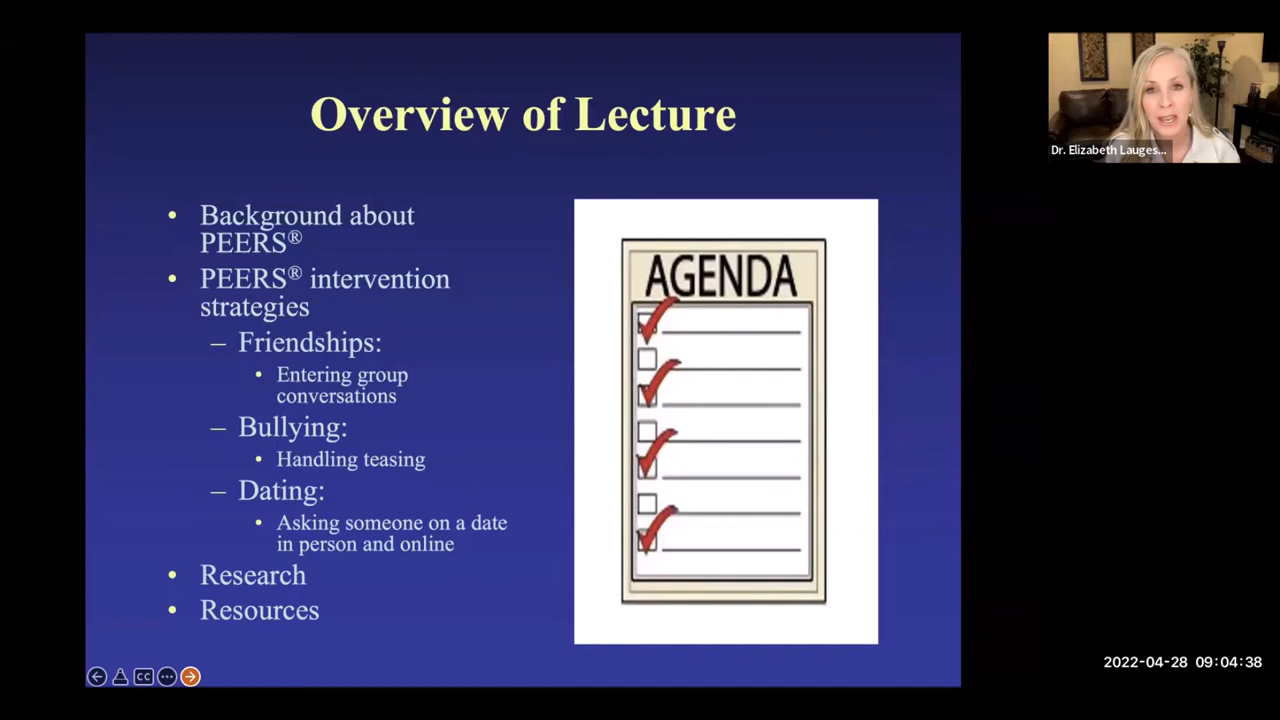 Overview of Lecture
• Background about
PEERS®
• PEERS® intervention
strategies
– Friendships:
• Entering group
conversations
– Bullying:
• Handling teasing
– Dating:
• Asking someone on a date
in person and online
• Research
• Resources
AGENDA
CC
Dr. Elizabeth Lauges...
2022-04-28 09:04:38